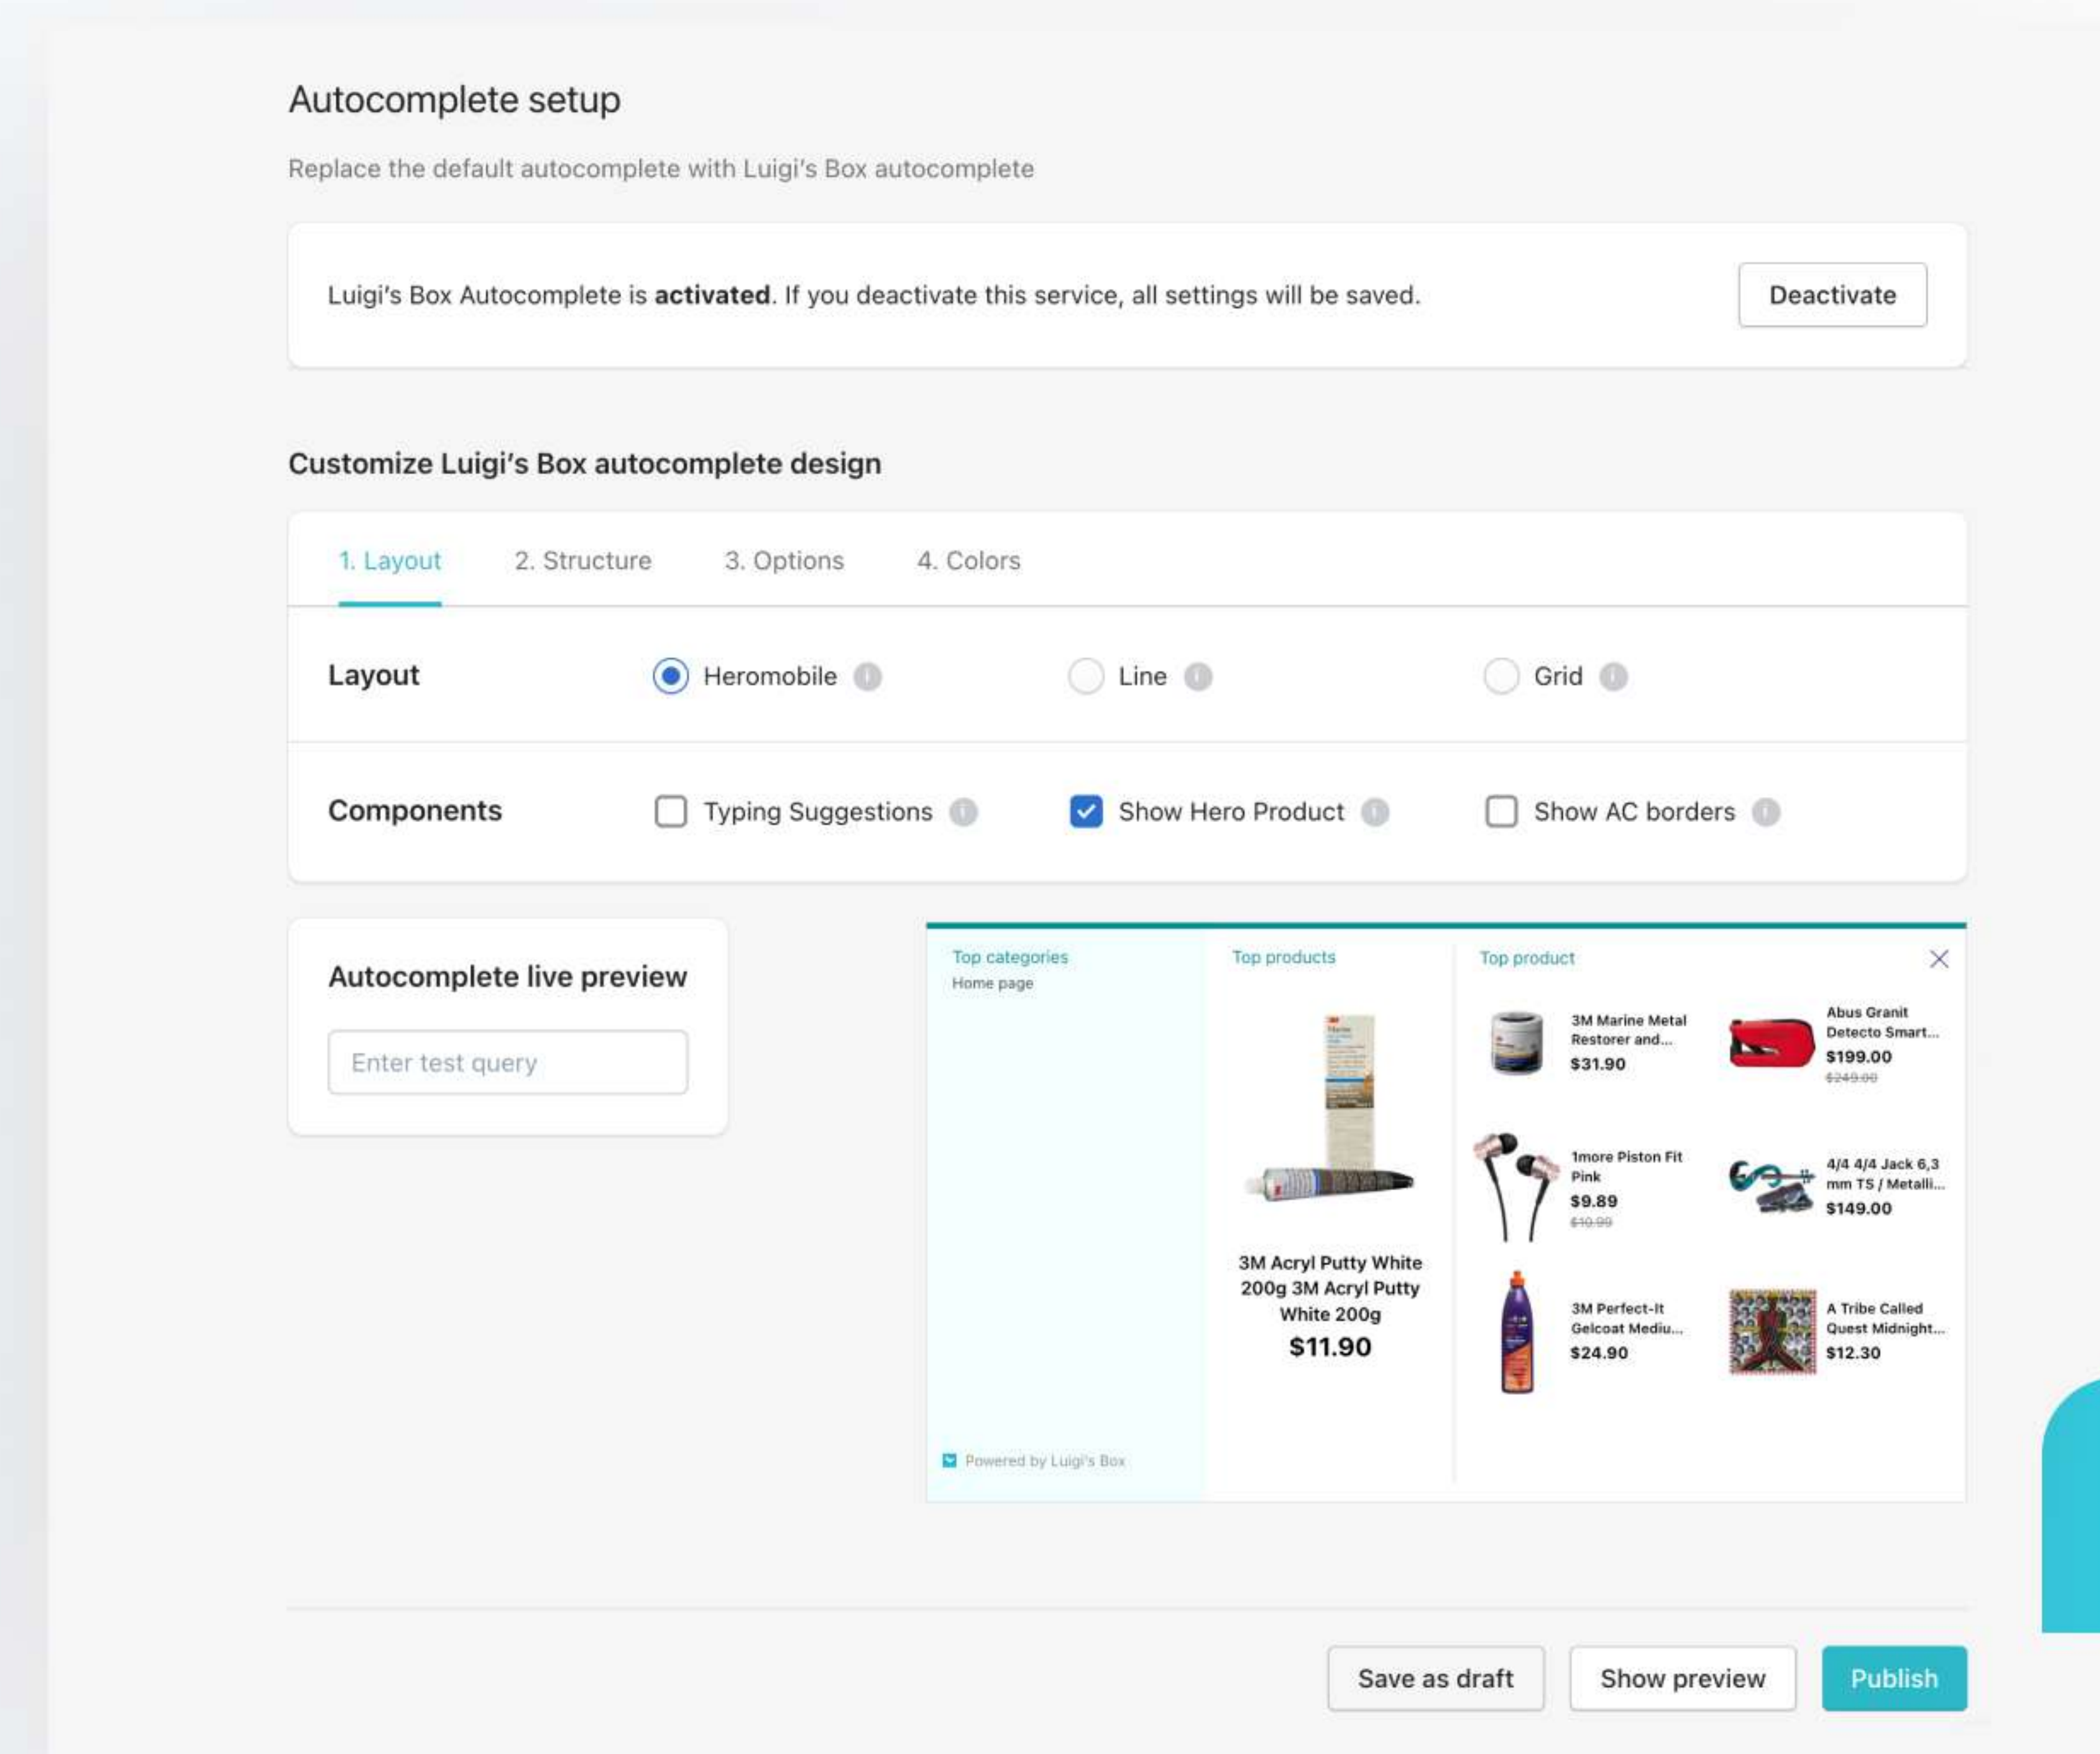 Autocomplete setup
Replace the default autocomplete with Luigi's Box autocomplete
Luigi's Box Autocomplete is activated. If you deactivate this service, all settings will be saved.
Deactivate
Customize Luigi's Box autocomplete design
1. Layout
2. Structure
3. Options
4. Colors
Layout
Heromobile
Line
Grid
Components
Typing Suggestions
Show Hero Product
Show AC borders
Autocomplete live preview
Enter test query
Top categories
Home page
Powered by Luigi's Box
Top products
3M Acryl Putty White
200g 3M Acryl Putty
White 200g
$11.90
Top product
3M Marine Metal
Restorer and...
$31.90
Abus Granit
Detecto Smart...
$199.00
$249.00
1more Piston Fit
Pink
$9.89
$10.99
4/4 4/4 Jack 6,3
mm TS / Metalli...
$149.00
3M Perfect-It
Gelcoat Mediu...
$24.90
A Tribe Called
Quest Midnight...
$12.30
Save as draft
Show preview
Publish